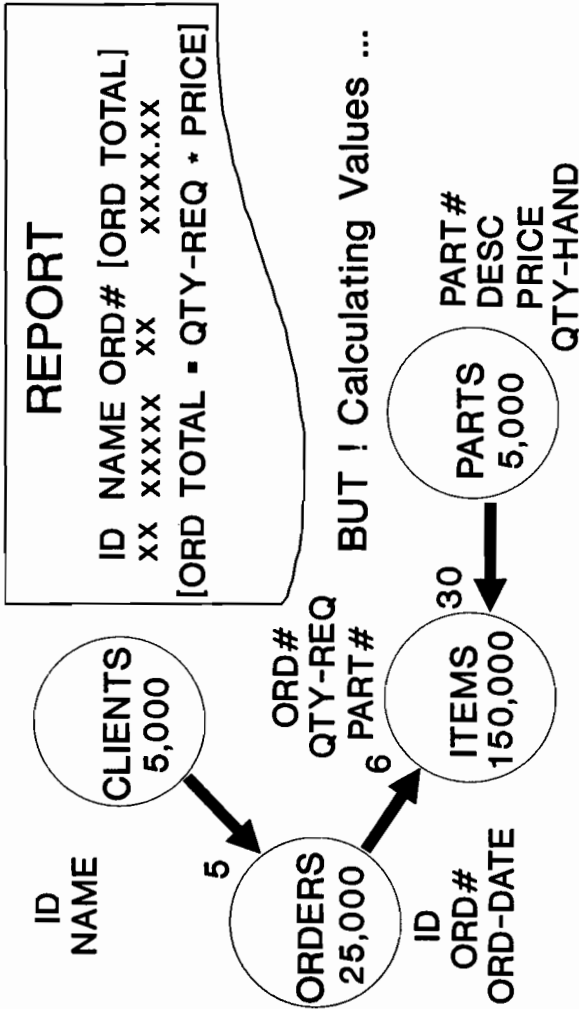 REPORT
ID NAME ORD# [ORD TOTAL]
xx xxxxx xx xxxx.xx
[ORD TOTAL = QTY-REQ * PRICE]
BUT ! Calculating Values ...
ID
NAME
CLIENTS
5,000
5
ORDERS
25,000
ID
ORD#
ORD-DATE
6
ORD#
QTY-REQ
PART#
ITEMS
150,000
30
PARTS
5,000
PART#
DESC
PRICE
QTY-HAND